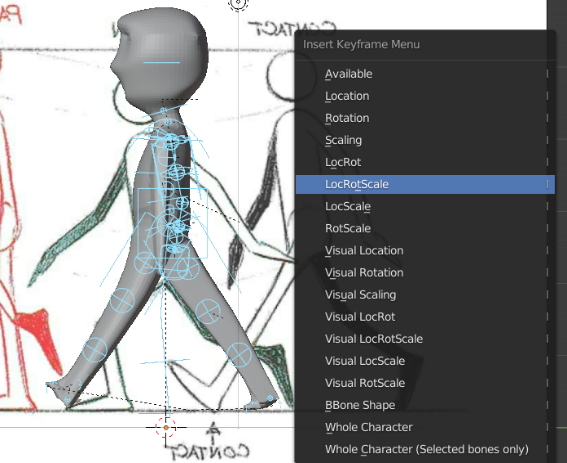 PA
CONTACT
Insert Keyframe Menu
Available
Location
Rotation
Scaling
LocRot
LocRotScale
LocScale
RotScale
Visual Location
Visual Rotation
Visual Scaling
Visual LocRot
Visual LocRotScale
Visual LocScale
Visual RotScale
BBone Shape
Whole Character
Whole Character (Selected bones only)
CONTACT